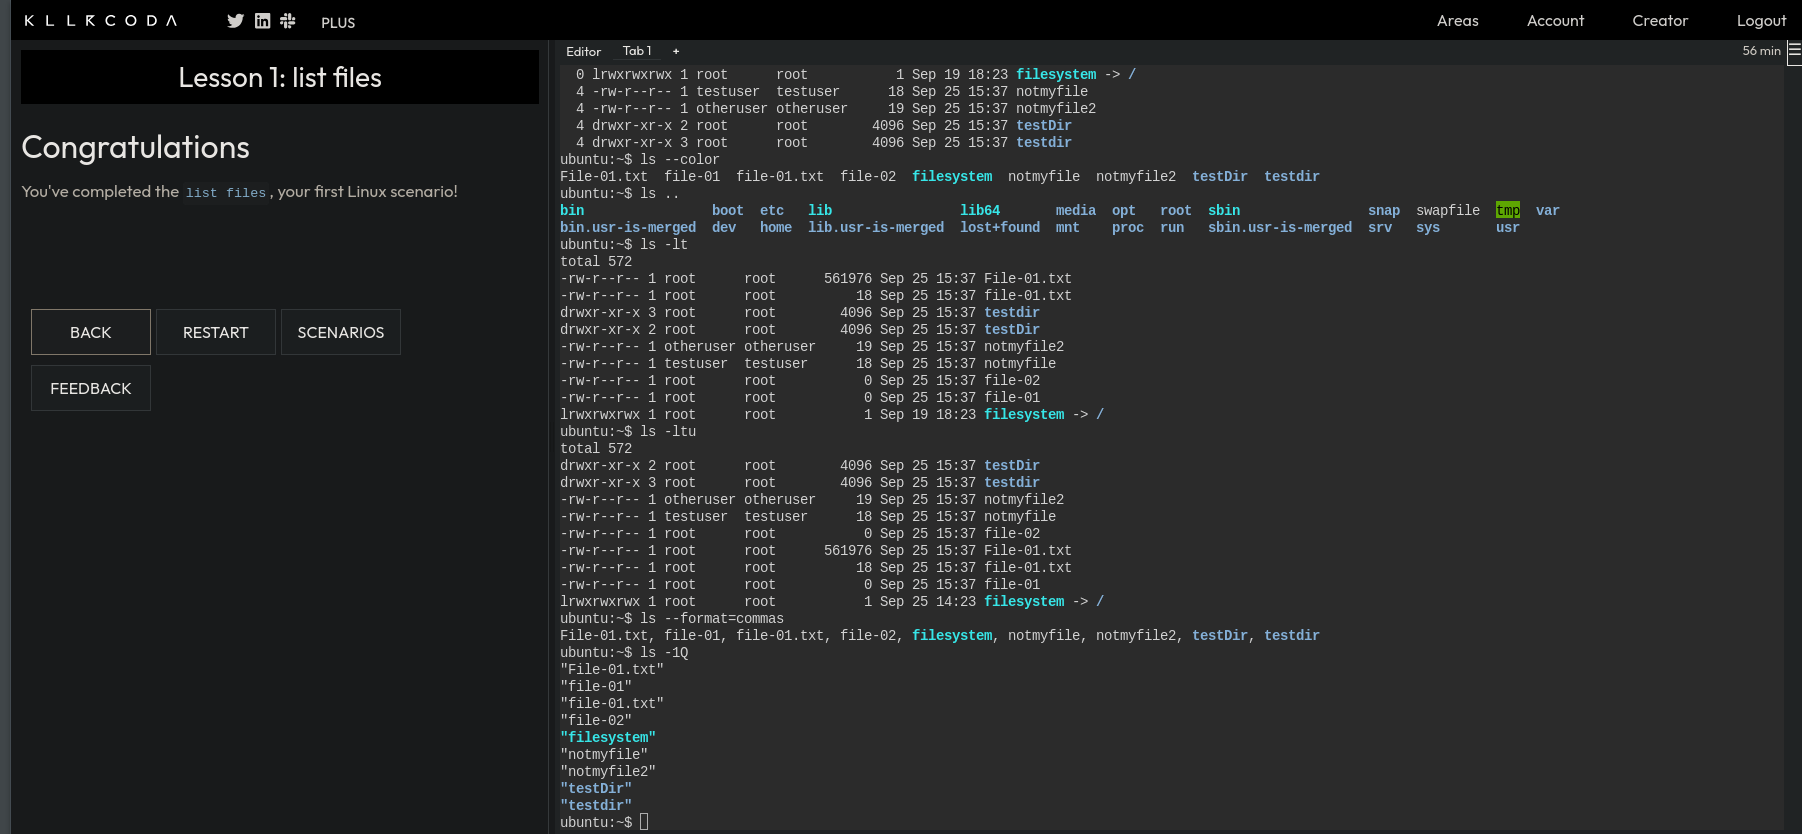 KLLRCODA PLUS Areas Account Creator Logout
Lesson 1: list files
Congratulations
You've completed the list files, your first Linux scenario!
BACK RESTART SCENARIOS
FEEDBACK
Editor Tab 1 + 56 min
  0 lrwxrwxrwx 1 root      root           1 Sep 19 18:23 filesystem -> /
  4 -rw-r--r-- 1 testuser  testuser      18 Sep 25 15:37 notmyfile
  4 -rw-r--r-- 1 otheruser otheruser     19 Sep 25 15:37 notmyfile2
  4 drwxr-xr-x 2 root      root        4096 Sep 25 15:37 testDir
  4 drwxr-xr-x 3 root      root        4096 Sep 25 15:37 testdir
ubuntu:~$ ls --color
File-01.txt  file-01  file-01.txt  file-02  filesystem  notmyfile  notmyfile2  testDir  testdir
ubuntu:~$ ls ..
bin                boot  etc   lib                lib64       media  opt   root  sbin                snap  swapfile  tmp  var
bin.usr-is-merged  dev   home  lib.usr-is-merged  lost+found  mnt    proc  run   sbin.usr-is-merged  srv   sys       usr
ubuntu:~$ ls -lt
total 572
-rw-r--r-- 1 root      root      561976 Sep 25 15:37 File-01.txt
-rw-r--r-- 1 root      root          18 Sep 25 15:37 file-01.txt
drwxr-xr-x 3 root      root        4096 Sep 25 15:37 testdir
drwxr-xr-x 2 root      root        4096 Sep 25 15:37 testDir
-rw-r--r-- 1 otheruser otheruser     19 Sep 25 15:37 notmyfile2
-rw-r--r-- 1 testuser  testuser      18 Sep 25 15:37 notmyfile
-rw-r--r-- 1 root      root           0 Sep 25 15:37 file-02
-rw-r--r-- 1 root      root           0 Sep 25 15:37 file-01
lrwxrwxrwx 1 root      root           1 Sep 19 18:23 filesystem -> /
ubuntu:~$ ls -ltu
total 572
drwxr-xr-x 2 root      root        4096 Sep 25 15:37 testDir
drwxr-xr-x 3 root      root        4096 Sep 25 15:37 testdir
-rw-r--r-- 1 otheruser otheruser     19 Sep 25 15:37 notmyfile2
-rw-r--r-- 1 testuser  testuser      18 Sep 25 15:37 notmyfile
-rw-r--r-- 1 root      root           0 Sep 25 15:37 file-02
-rw-r--r-- 1 root      root      561976 Sep 25 15:37 File-01.txt
-rw-r--r-- 1 root      root          18 Sep 25 15:37 file-01.txt
-rw-r--r-- 1 root      root           0 Sep 25 15:37 file-01
lrwxrwxrwx 1 root      root           1 Sep 25 14:23 filesystem -> /
ubuntu:~$ ls --format=commas
File-01.txt, file-01, file-01.txt, file-02, filesystem, notmyfile, notmyfile2, testDir, testdir
ubuntu:~$ ls -1Q
"File-01.txt"
"file-01"
"file-01.txt"
"file-02"
"filesystem"
"notmyfile"
"notmyfile2"
"testDir"
"testdir"
ubuntu:~$